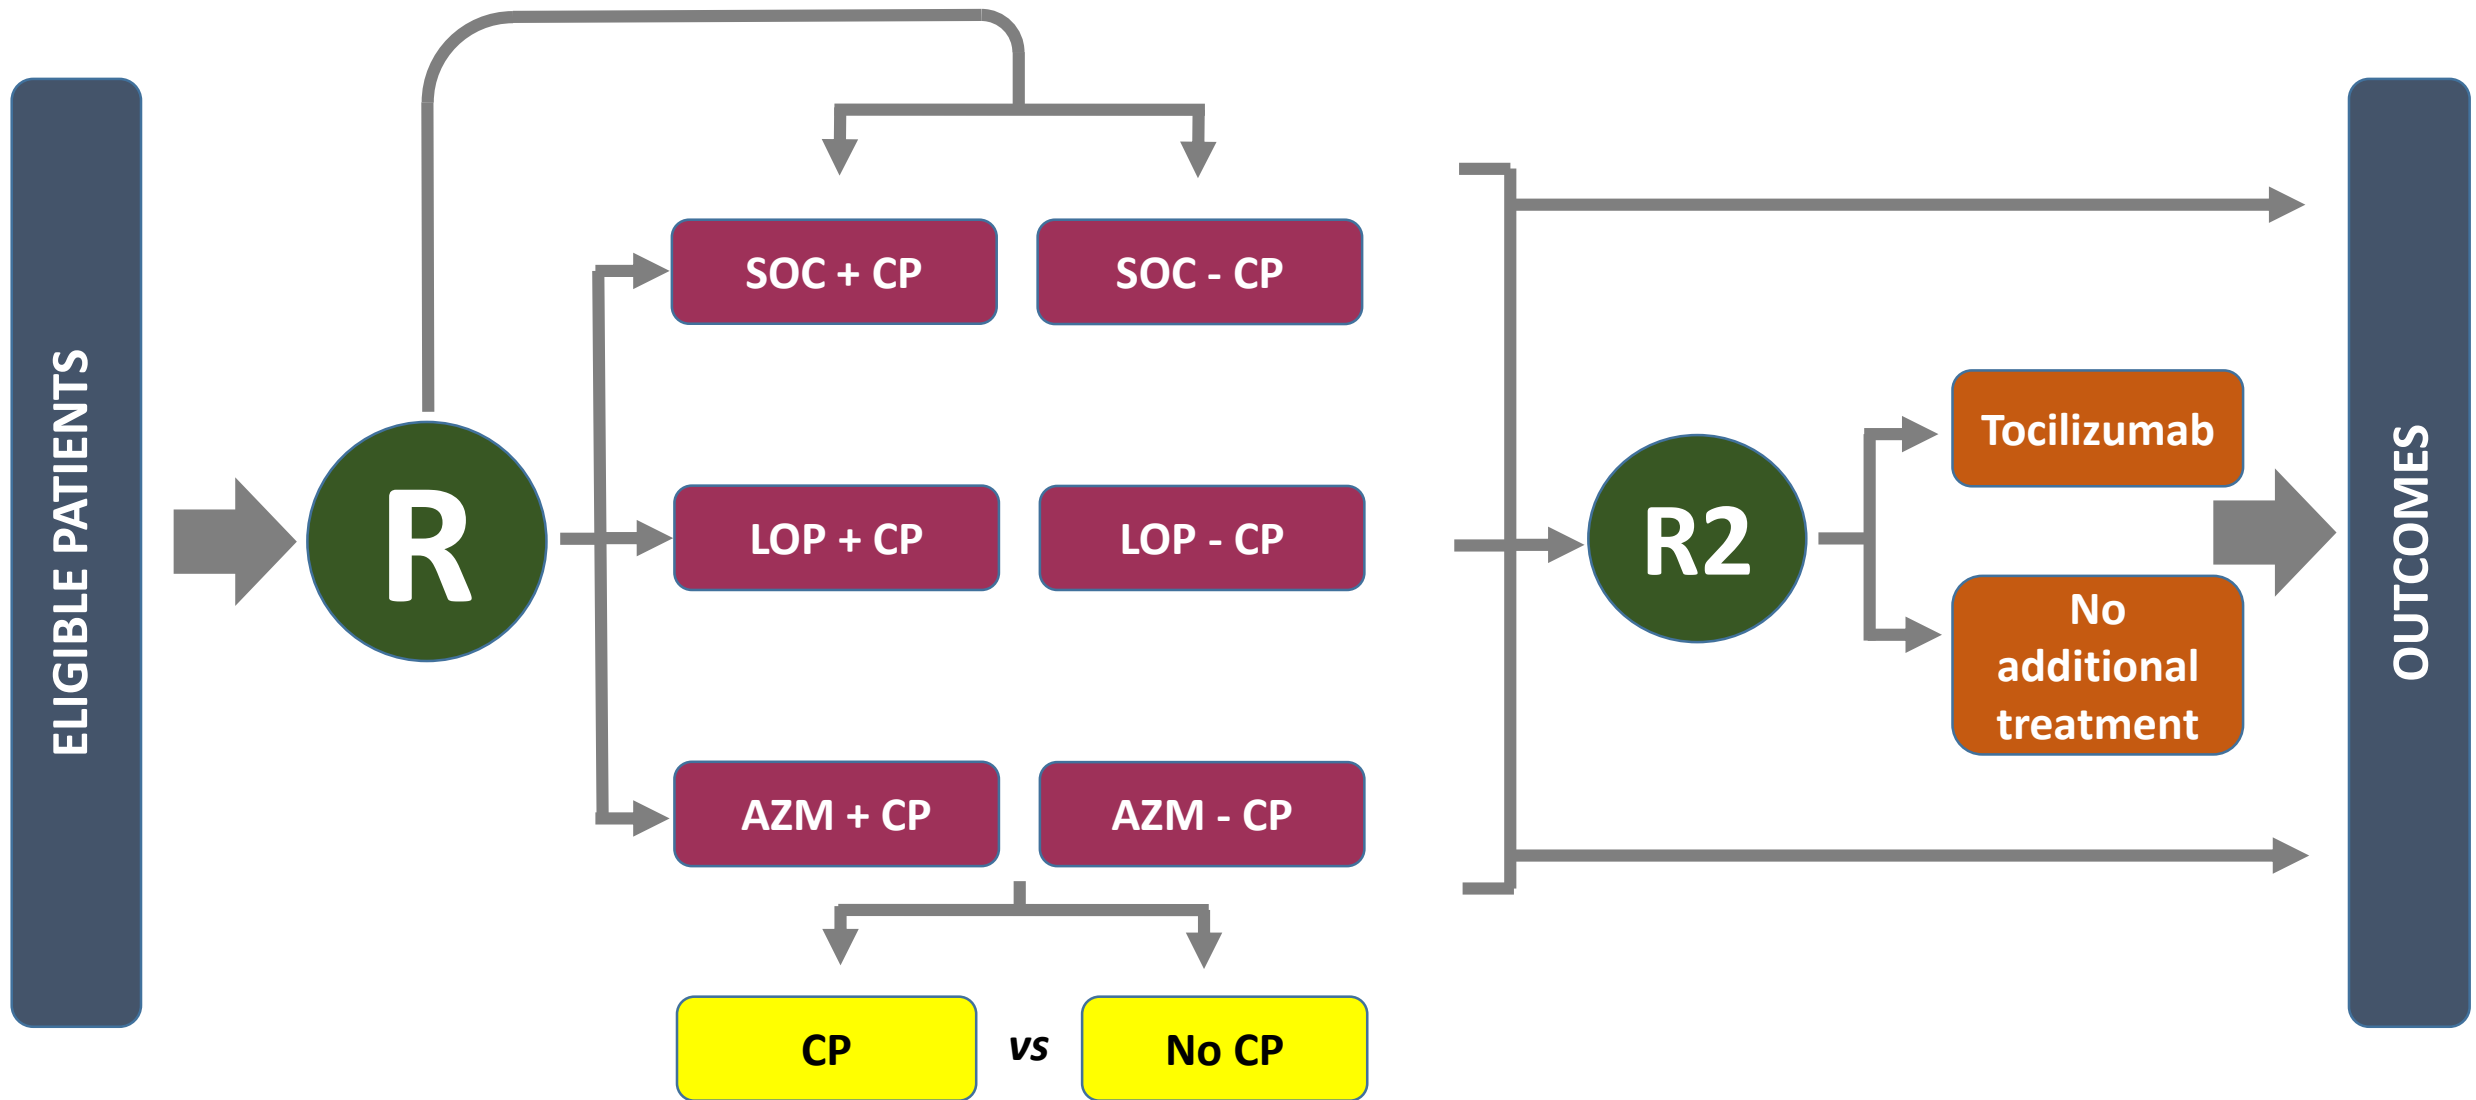 ELIGIBLE PATIENTS
R
SOC + CP
SOC - CP
LOP + CP
LOP - CP
AZM + CP
AZM - CP
CP
vs
No CP
R2
Tocilizumab
No
additional
treatment
OUTCOMES